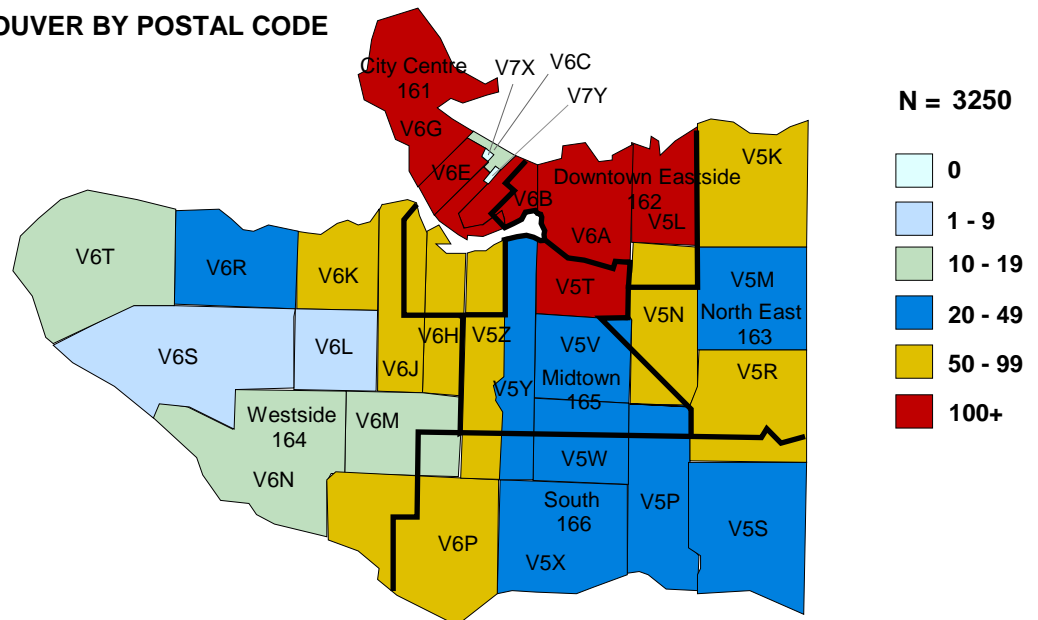 OUVER BY POSTAL CODE
City Centre
161
V7X
V6C
V7Y
V6G
V6E
V6B
Downtown Eastside
162
V5L
V6A
V5K
V6T
V6R
V6K
V5T
V5M
North East
163
V5N
V6S
V6L
V6J
V6H
V5Z
V5Y
V5V
Midtown
165
V5R
Westside
164
V6M
V6N
V5W
South
166
V5P
V5S
V6P
V5X
N = 3250
0
1 - 9
10 - 19
20 - 49
50 - 99
100+